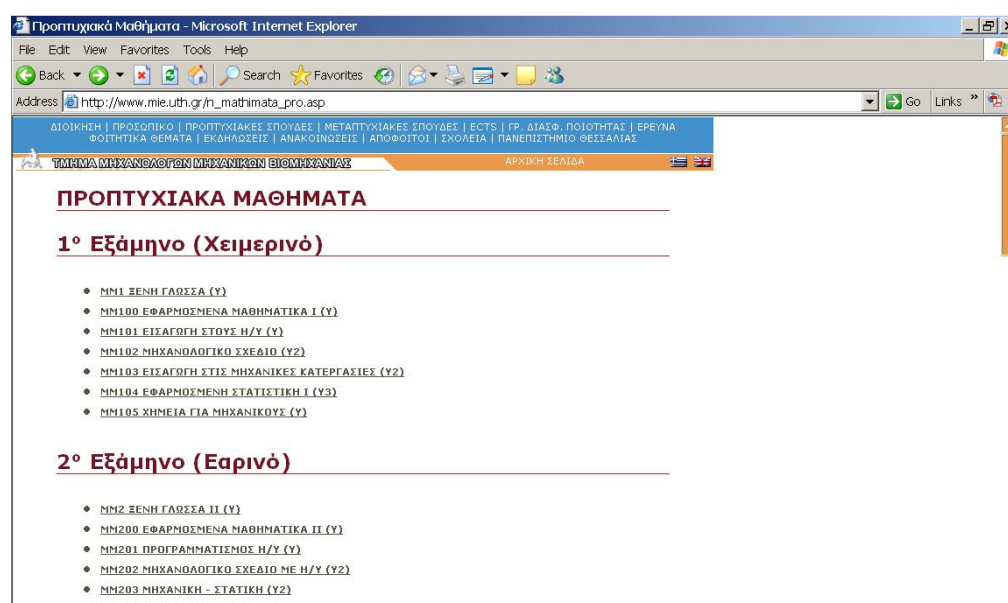 Προπτυχιακά Μαθήματα - Microsoft Internet Explorer
File Edit View Favorites Tools Help
Back Search Favorites
Address http://www.mie.uth.gr/n_mathimata_pro.asp Go Links »
ΔΙΟΙΚΗΣΗ | ΠΡΟΣΩΠΙΚΟ | ΠΡΟΠΤΥΧΙΑΚΕΣ ΣΠΟΥΔΕΣ | ΜΕΤΑΠΤΥΧΙΑΚΕΣ ΣΠΟΥΔΕΣ | ECTS | ΓΡ. ΔΙΑΣΦ. ΠΟΙΟΤΗΤΑΣ | ΕΡΕΥΝΑ
ΦΟΙΤΗΤΙΚΑ ΘΕΜΑΤΑ | ΕΚΔΗΛΩΣΕΙΣ | ΑΝΑΚΟΙΝΩΣΕΙΣ | ΑΠΟΦΟΙΤΟΙ | ΣΧΟΛΕΙΑ | ΠΑΝΕΠΙΣΤΗΜΙΟ ΘΕΣΣΑΛΙΑΣ
ΤΜΗΜΑ ΜΗΧΑΝΟΛΟΓΩΝ ΜΗΧΑΝΙΚΩΝ ΒΙΟΜΗΧΑΝΙΑΣ ΑΡΧΙΚΗ ΣΕΛΙΔΑ
ΠΡΟΠΤΥΧΙΑΚΑ ΜΑΘΗΜΑΤΑ
1° Εξάμηνο (Χειμερινό)
ΜΜ1 ΞΕΝΗ ΓΛΩΣΣΑ (Υ)
ΜΜ100 ΕΦΑΡΜΟΣΜΕΝΑ ΜΑΘΗΜΑΤΙΚΑ Ι (Υ)
ΜΜ101 ΕΙΣΑΓΩΓΗ ΣΤΟΥΣ Η/Υ (Υ)
ΜΜ102 ΜΗΧΑΝΟΛΟΓΙΚΟ ΣΧΕΔΙΟ (Υ2)
ΜΜ103 ΕΙΣΑΓΩΓΗ ΣΤΙΣ ΜΗΧΑΝΙΚΕΣ ΚΑΤΕΡΓΑΣΙΕΣ (Υ2)
ΜΜ104 ΕΦΑΡΜΟΣΜΕΝΗ ΣΤΑΤΙΣΤΙΚΗ Ι (Υ3)
ΜΜ105 ΧΗΜΕΙΑ ΓΙΑ ΜΗΧΑΝΙΚΟΥΣ (Υ)
2° Εξάμηνο (Εαρινό)
ΜΜ2 ΞΕΝΗ ΓΛΩΣΣΑ ΙΙ (Υ)
ΜΜ200 ΕΦΑΡΜΟΣΜΕΝΑ ΜΑΘΗΜΑΤΙΚΑ ΙΙ (Υ)
ΜΜ201 ΠΡΟΓΡΑΜΜΑΤΙΣΜΟΣ Η/Υ (Υ)
ΜΜ202 ΜΗΧΑΝΟΛΟΓΙΚΟ ΣΧΕΔΙΟ ΜΕ Η/Υ (Υ2)
ΜΜ203 ΜΗΧΑΝΙΚΗ - ΣΤΑΤΙΚΗ (Υ2)